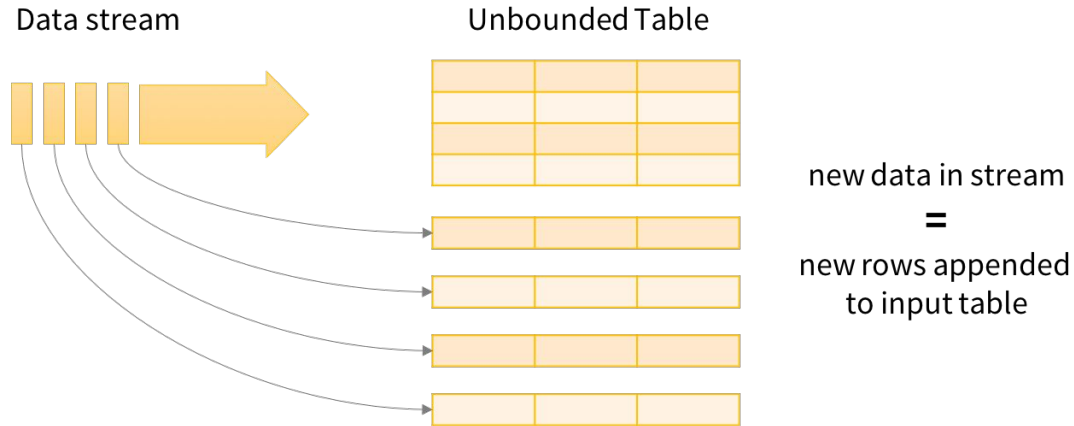 Data stream
Unbounded Table
new data in stream
=
new rows appended
to input table